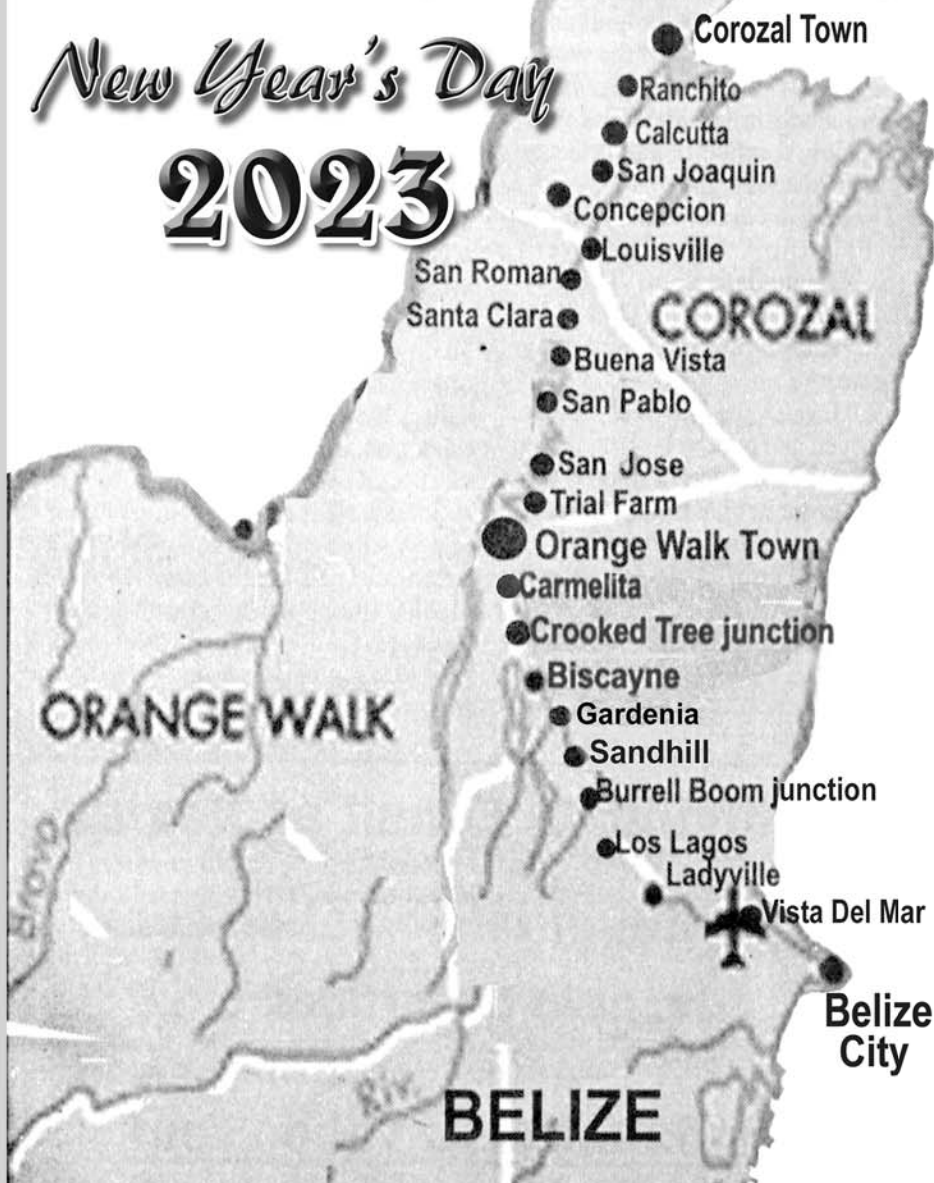 New Year's Day
2023
Corozal Town
Ranchito
Calcutta
San Joaquin
Concepcion
Louisville
San Roman
COROZAL
Santa Clara
Buena Vista
San Pablo
San Jose
Trial Farm
Orange Walk Town
Carmelita
Crooked Tree junction
Biscayne
ORANGE WALK
Gardenia
Sandhill
Burrell Boom junction
Los Lagos
Ladyville
Bravo
Vista Del Mar
Belize
City
Riv.
BELIZE